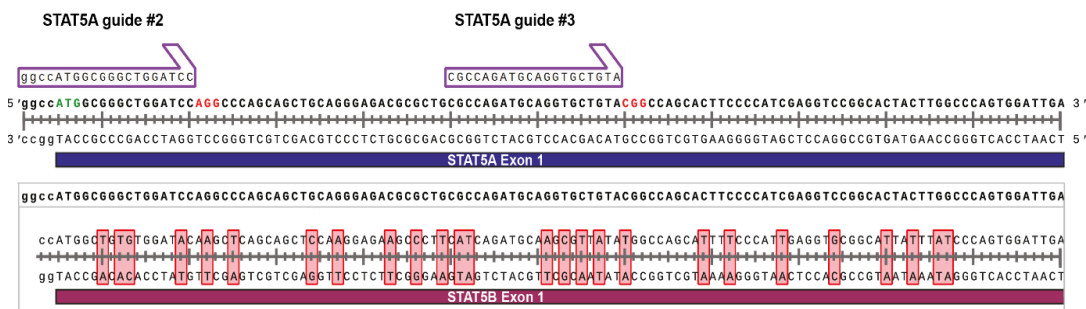 STAT5A guide #2 STAT5A guide #3
ggccATGGCGGGCTGGATCC CGCCAGATGCAGGTGCTGTA
5 'ggccATGGCGGGCTGGATCCAGGCCCAGCAGCTGCAGGGAGACGCGCTGCGCCAGATGCAGGTGCTGTACGGCCAGCACTTCCCCATCGAGGTCCGGCACTACTTGGCCCAGTGGATTGA 3 '
3 'ccggTACCGCCCGACCTAGGTCCGGGTCGTCGACGTCCCTCTGCGCGACGCGGTCTACGTCCACGACATGCCGGTCGTGAAGGGGTAGCTCCAGGCCGTGATGAACCGGGTCACCTAACT 5 '
STAT5A Exon 1
ggccATGGCGGGCTGGATCCAGGCCCAGCAGCTGCAGGGAGACGCGCTGCGCCAGATGCAGGTGCTGTACGGCCAGCACTTCCCCATCGAGGTCCGGCACTACTTGGCCCAGTGGATTGA
ccATGGCTGTGTGGATACAAGCTCAGCAGCTCCAAGGAGAAGCCCTTCATCAGATGCAAGCGTTATATGGCCAGCATTTTCCCATTGAGGTGCGGCATTATTTATCCCAGTGGATTGA
ggTACCGACACACCTATGTTCGAGTCGTCGAGGTTCCTCTTCGGGAAGTAGTCTACGTTCGCAATATACCGGTCGTAAAAGGGTAACTCCACGCCGTAATAAATAGGGTCACCTAACT
STAT5B Exon 1